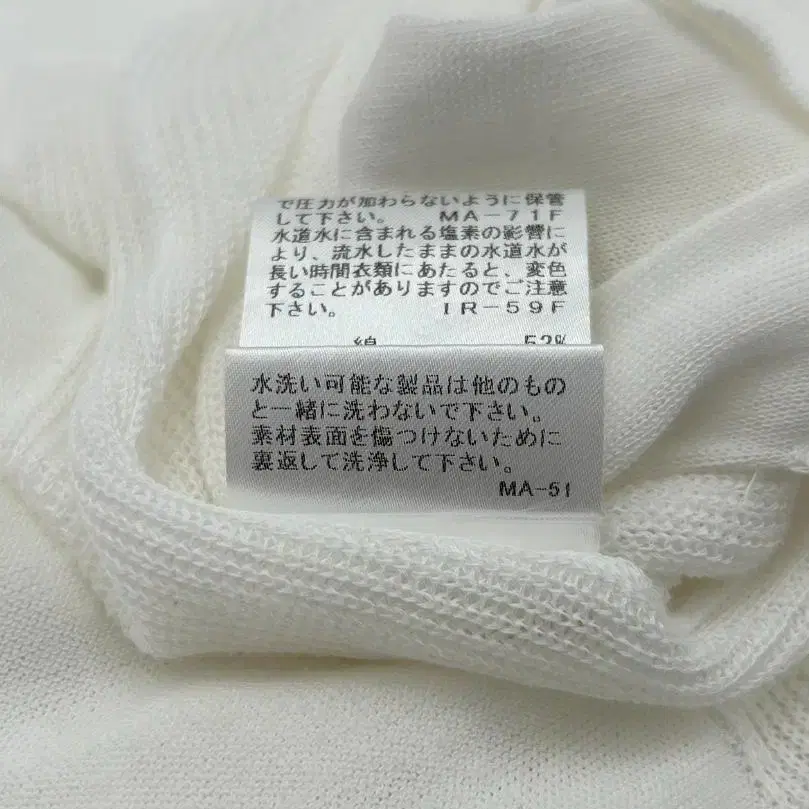 で圧力が加わらないように保管
して下さい。 MA-71F
水道水に含まれる塩素の影響に
より、流水したままの水道水が
長い時間衣類にあたると、変色
することがありますのでご注意
下さい。 IR-59F
綿 52%
水洗い可能な製品は他のもの
と一緒に洗わないで下さい。
素材表面を傷つけないために
裏返して洗浄して下さい。
MA-51